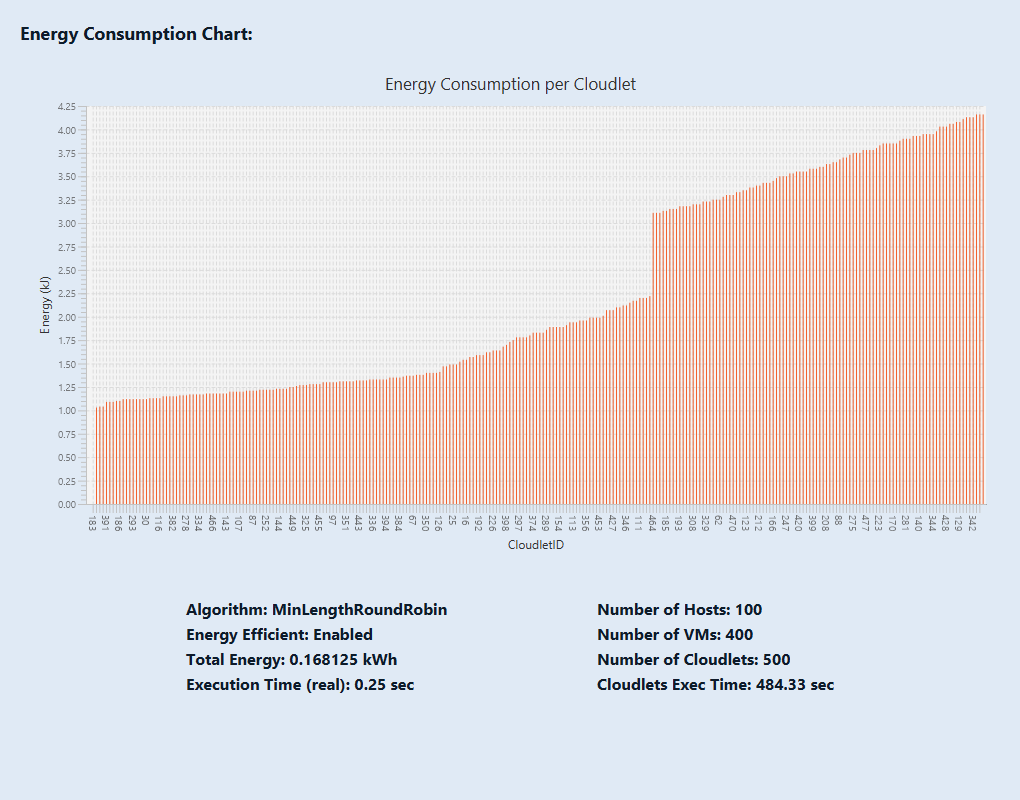 Energy Consumption Chart:
Energy Consumption per Cloudlet
4.25
4.00
3.75
3.50
3.25
3.00
2.75
2.50
2.25
2.00
1.75
1.50
1.25
1.00
0.75
0.50
0.25
0.00
Energy (kJ)
183 391 186 293 30 116 382 278 334 466 143 107 87 252 144 449 325 455 97 351 443 336 394 384 67 350 126 25 16 192 226 398 297 374 289 154 113 356 453 427 346 111 464 185 193 308 329 62 470 123 212 166 247 420 399 208 88 275 477 223 170 281 140 344 428 129 342
CloudletID
Algorithm: MinLengthRoundRobin
Energy Efficient: Enabled
Total Energy: 0.168125 kWh
Execution Time (real): 0.25 sec
Number of Hosts: 100
Number of VMs: 400
Number of Cloudlets: 500
Cloudlets Exec Time: 484.33 sec